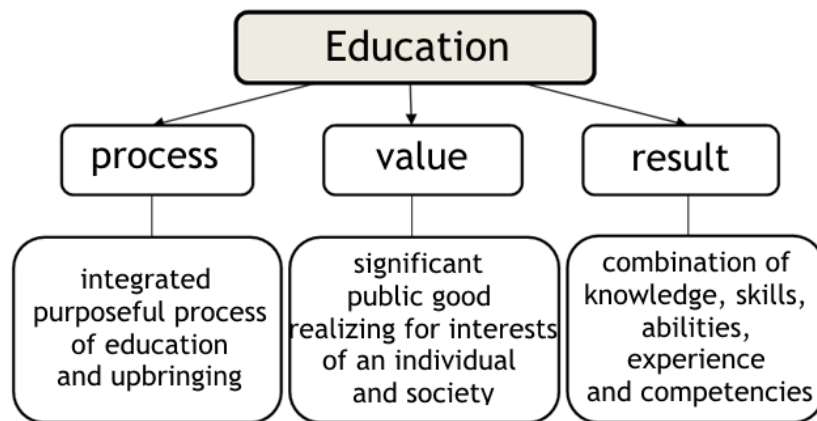 Education
process
value
result
integrated
purposeful process
of education
and upbringing
significant
public good
realizing for interests
of an individual
and society
combination of
knowledge, skills,
abilities,
experience
and competencies